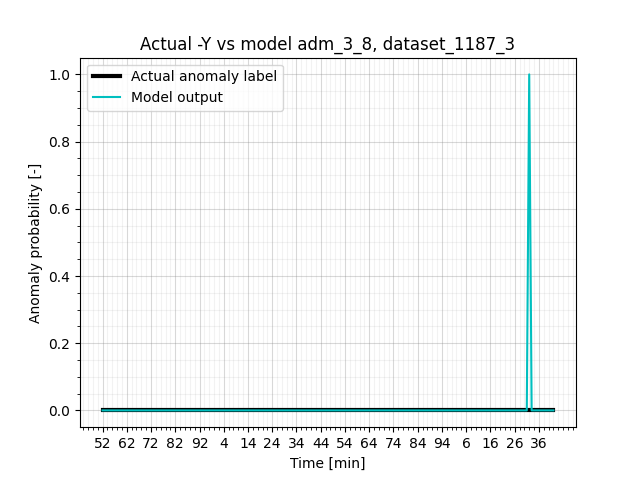 Actual -Y vs model adm_3_8, dataset_1187_3
Actual anomaly label
Model output
Anomaly probability [-]
1.0
0.8
0.6
0.4
0.2
0.0
52 62 72 82 92 4 14 24 34 44 54 64 74 84 94 6 16 26 36
Time [min]